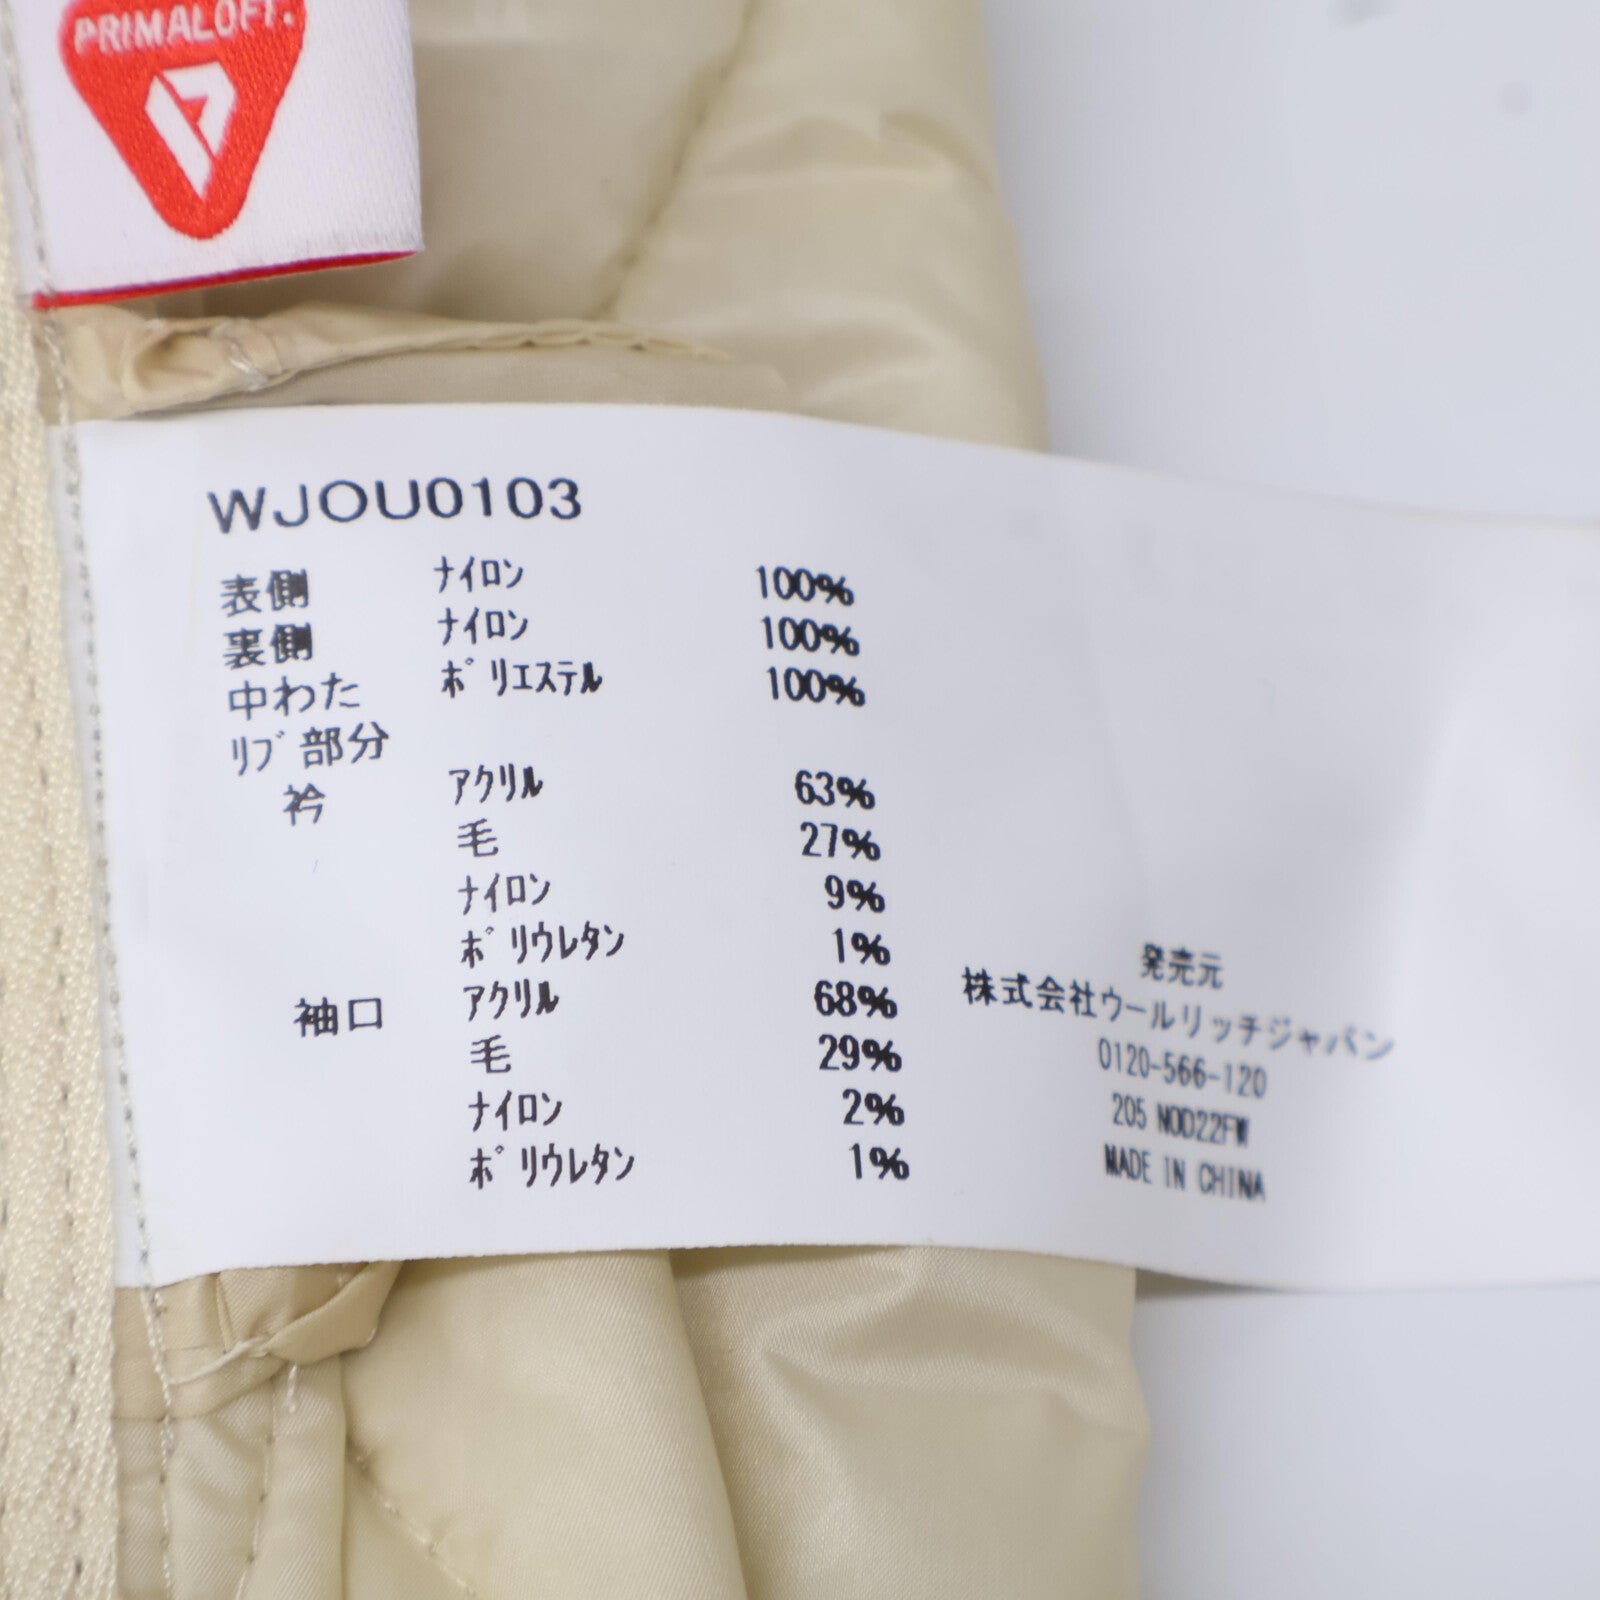 PRIMALOFT.
WJOU0103
表側 ﾅｲﾛﾝ 100%
裏側 ﾅｲﾛﾝ 100%
中わた ﾎﾟﾘｴｽﾃﾙ 100%
ﾘﾌﾞ部分
衿 ｱｸﾘﾙ 63%
毛 27%
ﾅｲﾛﾝ 9%
ﾎﾟﾘｳﾚﾀﾝ 1%
袖口 ｱｸﾘﾙ 68%
毛 29%
ﾅｲﾛﾝ 2%
ﾎﾟﾘｳﾚﾀﾝ 1%
発売元
株式会社ウールリッチジャパン
0120-566-120
205 NOD22FW
MADE IN CHINA